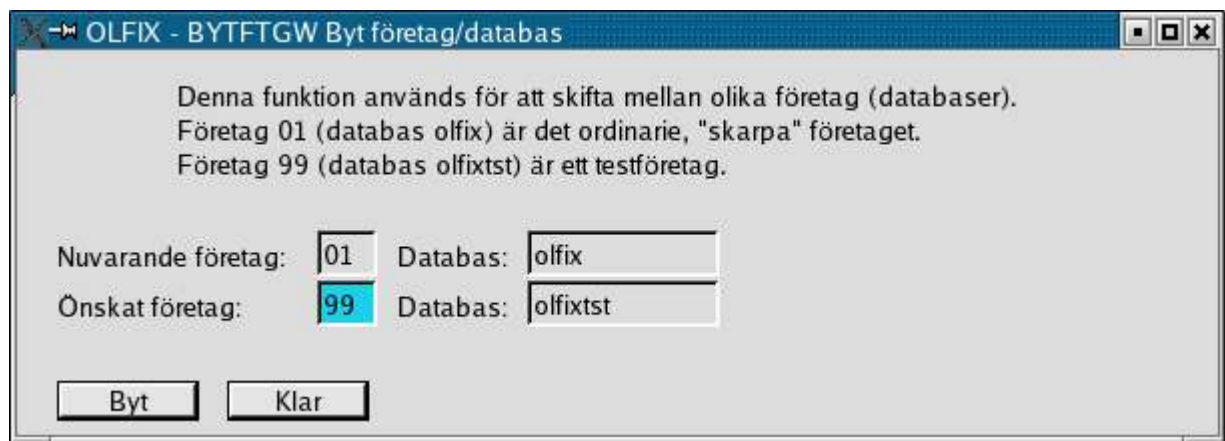 OLFIX - BYTFTGW Byt företag/databas
Denna funktion används för att skifta mellan olika företag (databaser).
Företag 01 (databas olfix) är det ordinarie, "skarpa" företaget.
Företag 99 (databas olfixtst) är ett testföretag.
Nuvarande företag: 01 Databas: olfix
Önskat företag: 99 Databas: olfixtst
Byt Klar